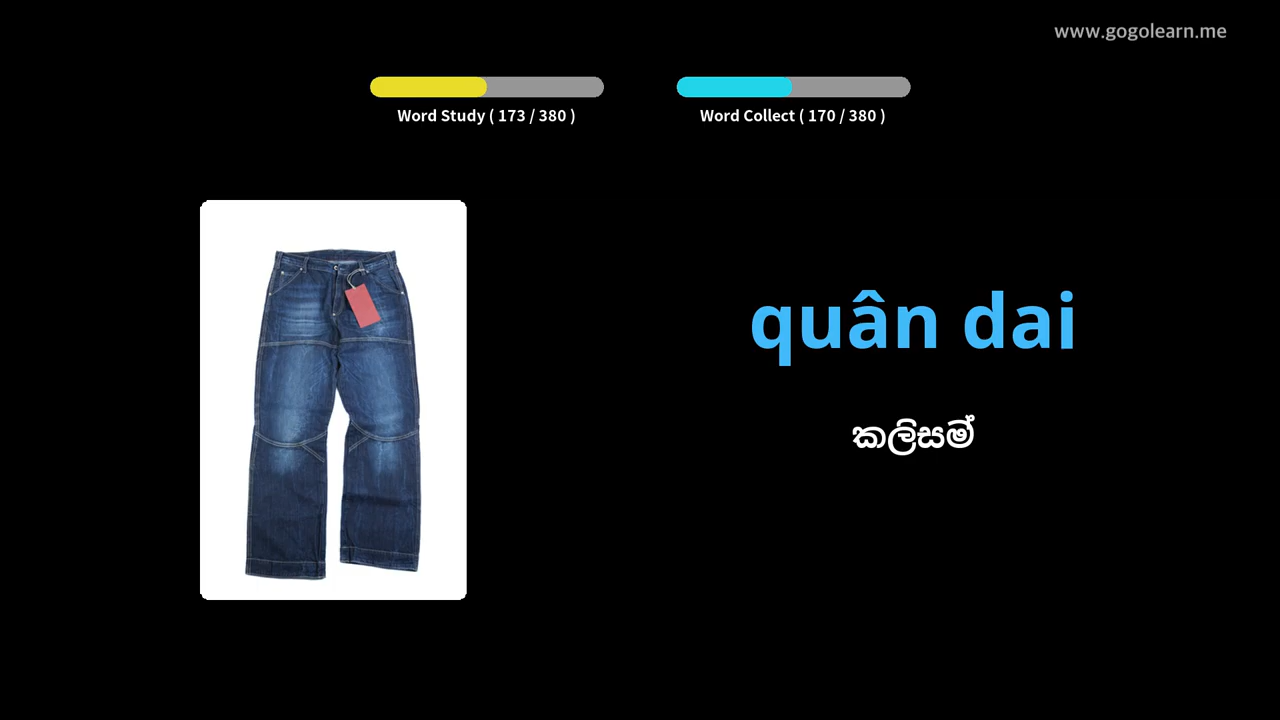 www.gogolearn.me
Word Study ( 173 / 380 )
Word Collect ( 170 / 380 )
quân dai
කලිසම්